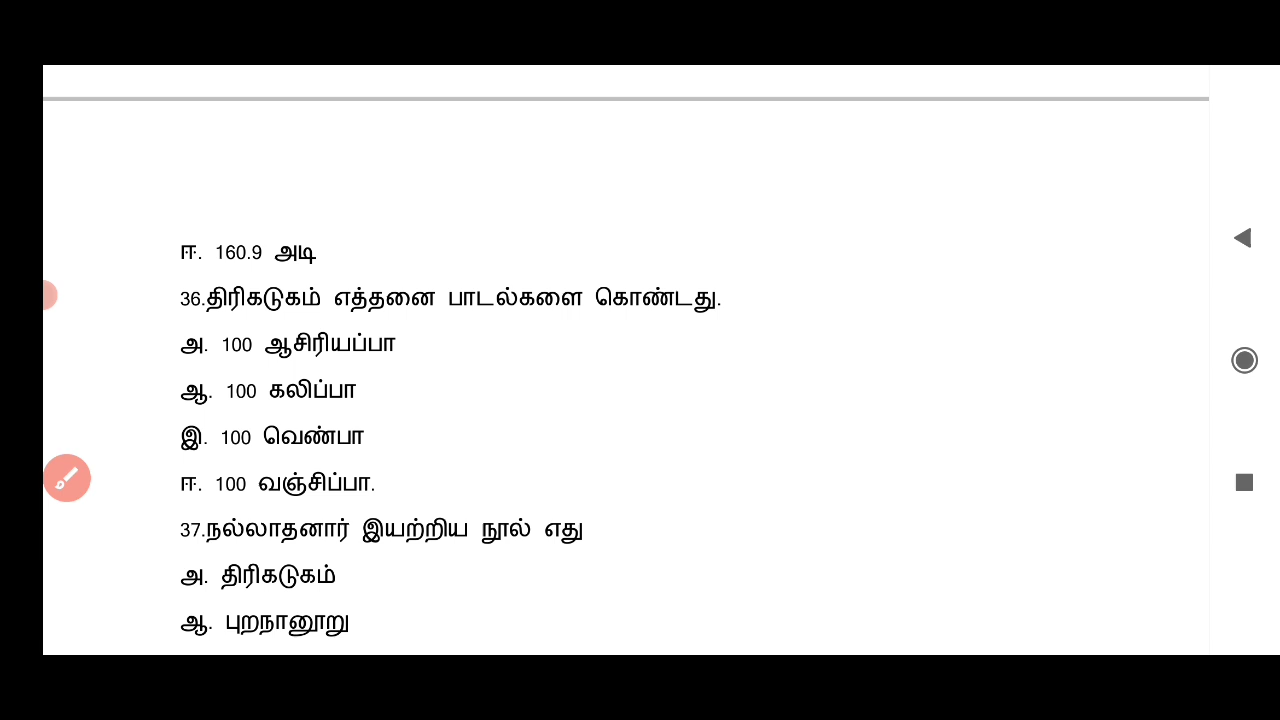 ஈ. 160.9 அடி
36.திரிகடுகம் எத்தனை பாடல்களை கொண்டது.
அ. 100 ஆசிரியப்பா
ஆ. 100 கலிப்பா
இ. 100 வெண்பா
ஈ. 100 வஞ்சிப்பா.
37.நல்லாதனார் இயற்றிய நூல் எது
அ. திரிகடுகம்
ஆ. புறநானூறு